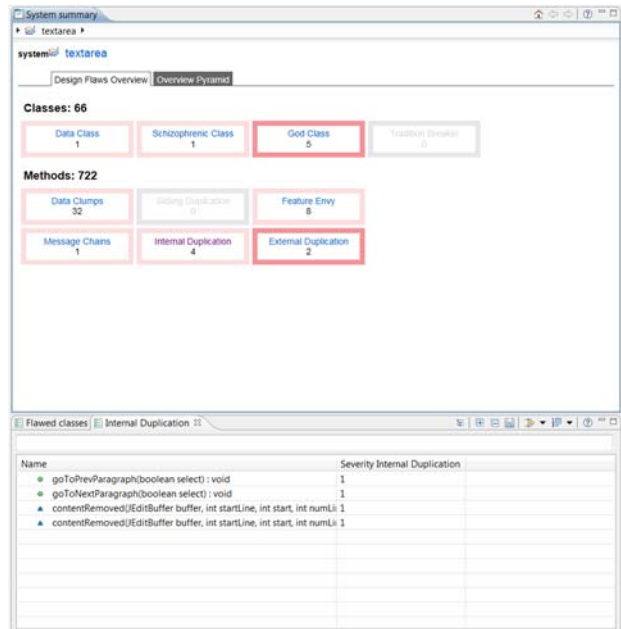 System summary
textarea
system textarea
Design Flaws Overview Overview Pyramid
Classes: 66
Data Class Schizophrenic Class God Class Tradition Breaker
1 1 5 0
Methods: 722
Data Clumps Sibling Duplication Feature Envy
32 0 8
Message Chains Internal Duplication External Duplication
1 4 2
Flawed classes Internal Duplication
Name Severity Internal Duplication
goToPrevParagraph(boolean select) : void 1
goToNextParagraph(boolean select) : void 1
contentRemoved(JEditBuffer buffer, int startLine, int start, int numLi 1
contentRemoved(JEditBuffer buffer, int startLine, int start, int numLi 1